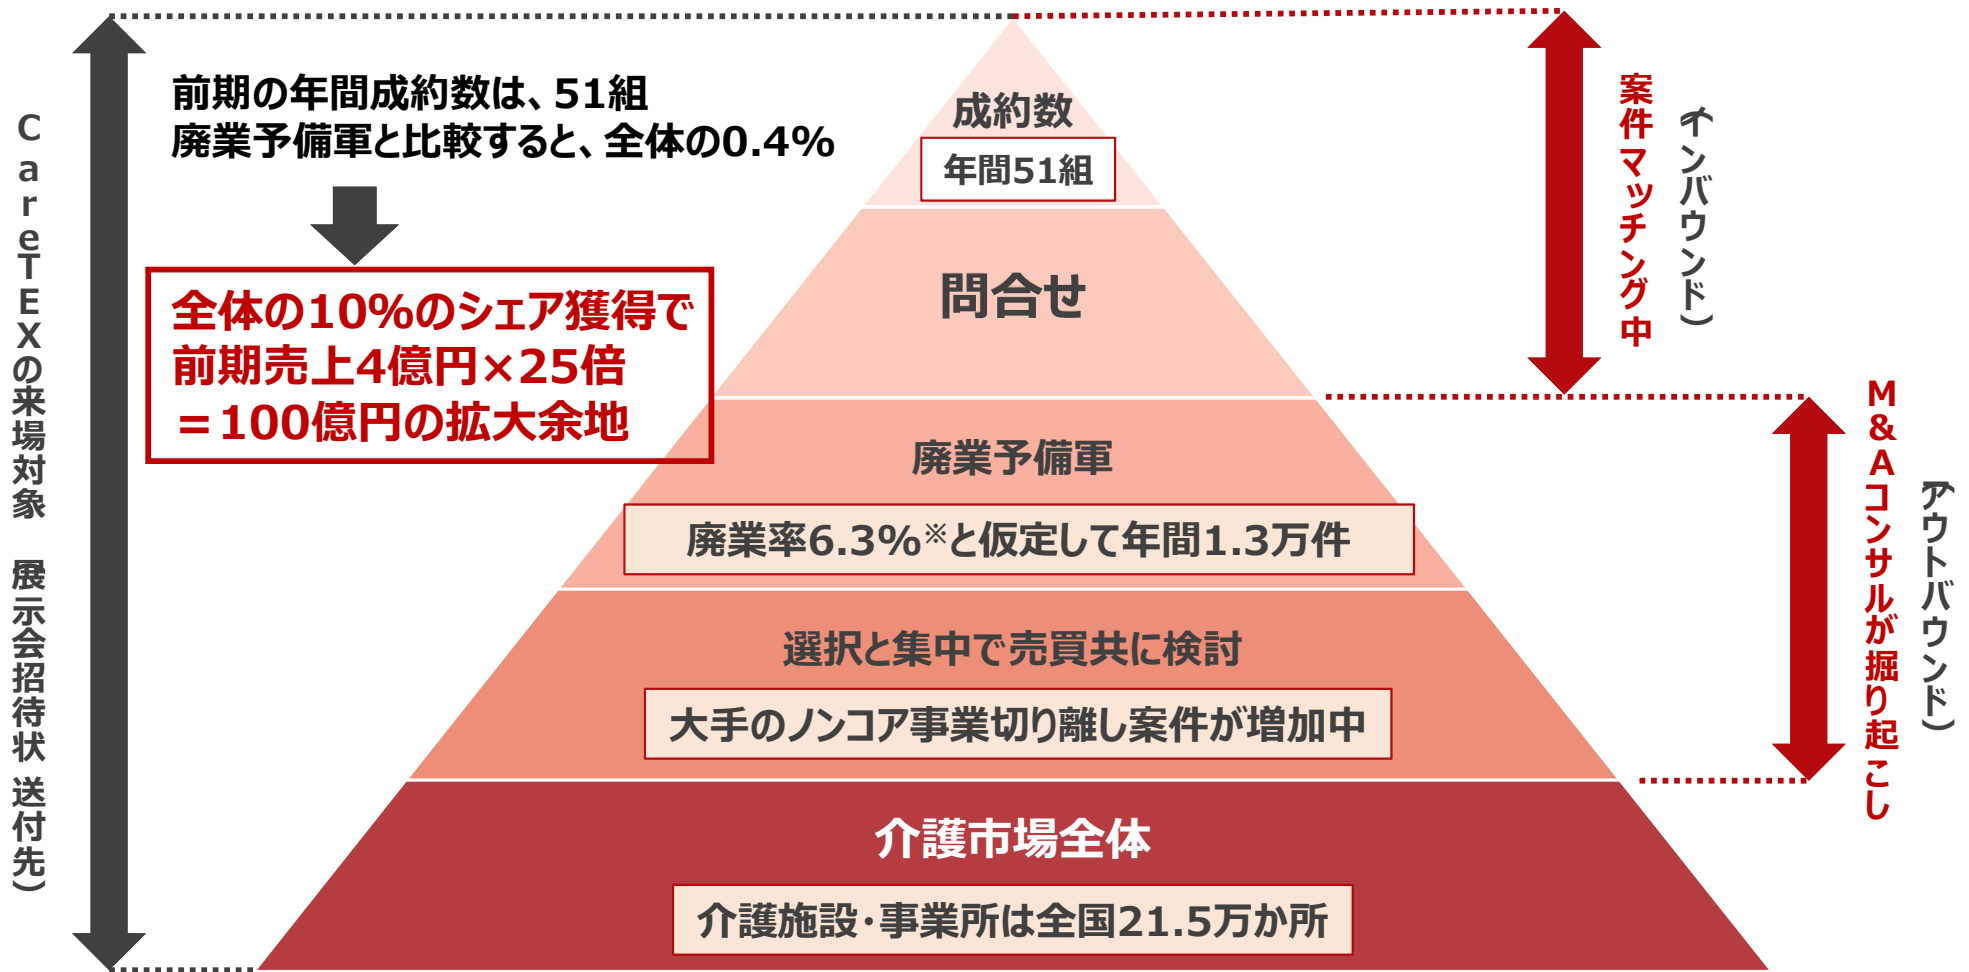 CareTEXの来場対象（展示会招待状送付先）
前期の年間成約数は、51組
廃業予備軍と比較すると、全体の0.4%
全体の10%のシェア獲得で
前期売上4億円×25倍
＝100億円の拡大余地
成約数
年間51組
問合せ
廃業予備軍
廃業率6.3%※と仮定して年間1.3万件
選択と集中で売買共に検討
大手のノンコア事業切り離し案件が増加中
介護市場全体
介護施設・事業所は全国21.5万か所
案件マッチング中
（インバウンド）
M&Aコンサルが掘り起こし
（アウトバウンド）